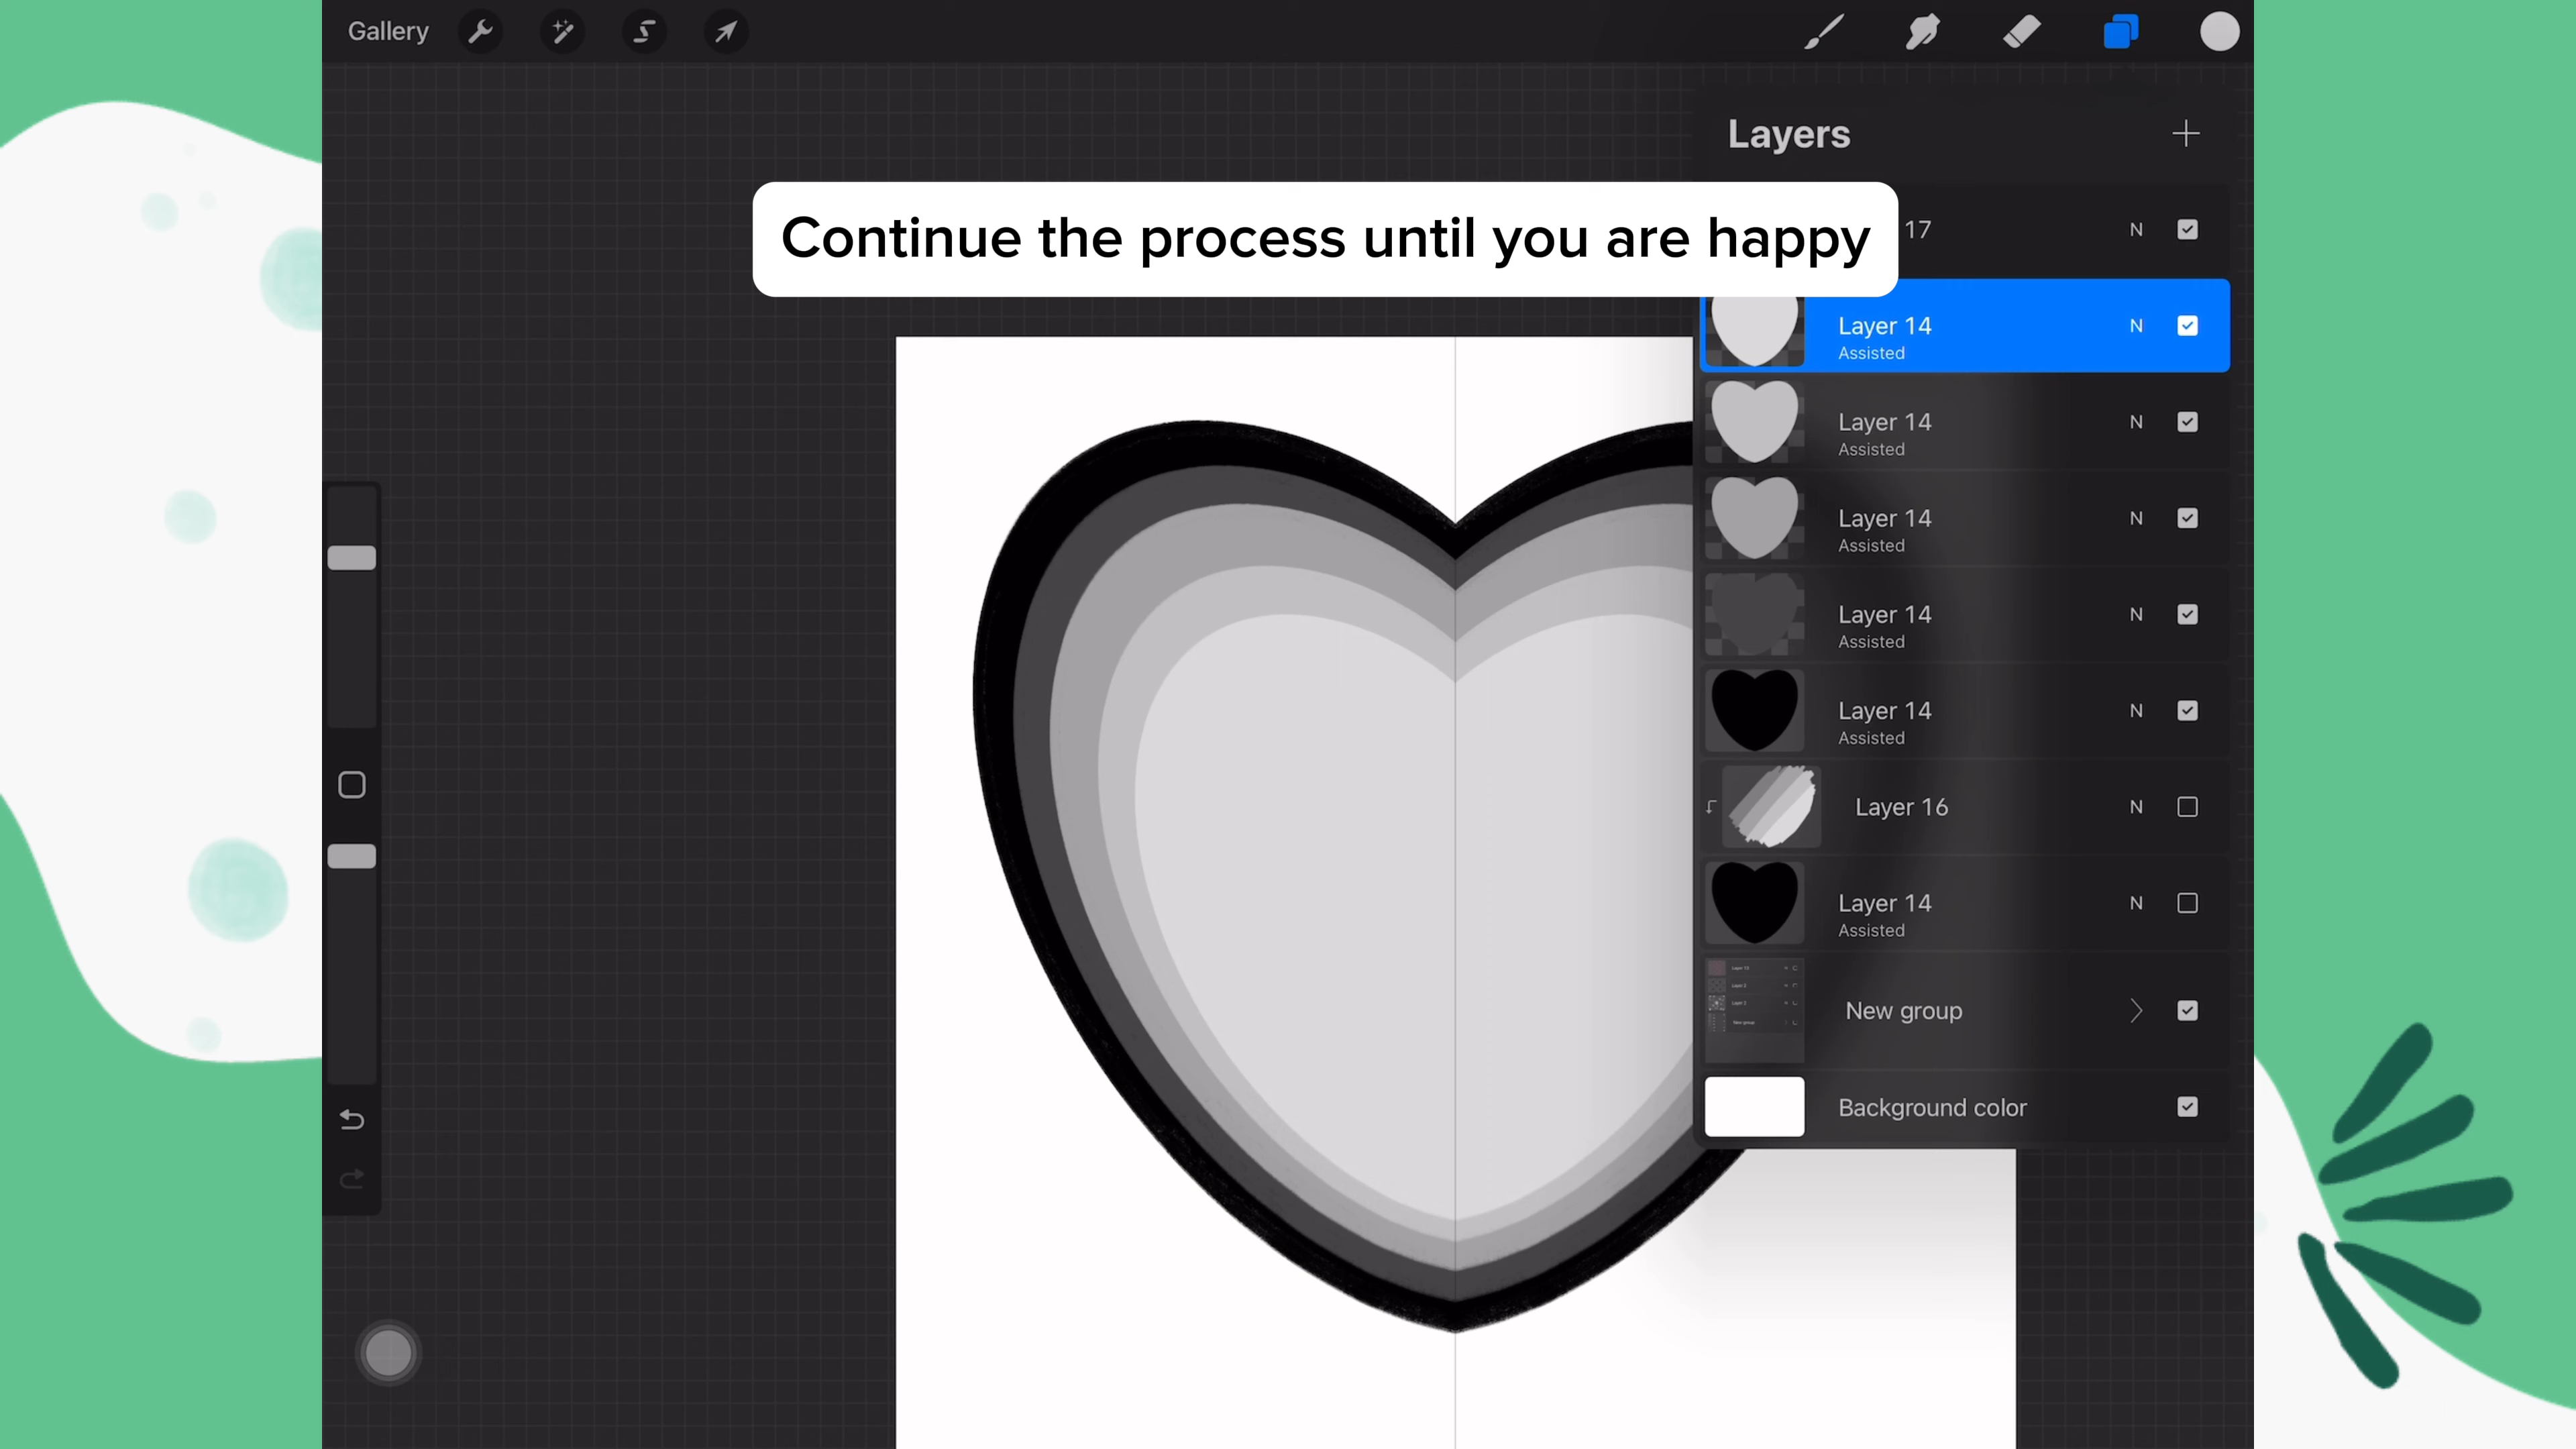 Gallery
Layers
Continue the process until you are happy
17 N
Layer 14 N
Assisted
Layer 14 N
Assisted
Layer 14 N
Assisted
Layer 14 N
Assisted
Layer 14 N
Assisted
Layer 16 N
Layer 14 N
Assisted
New group
Background color